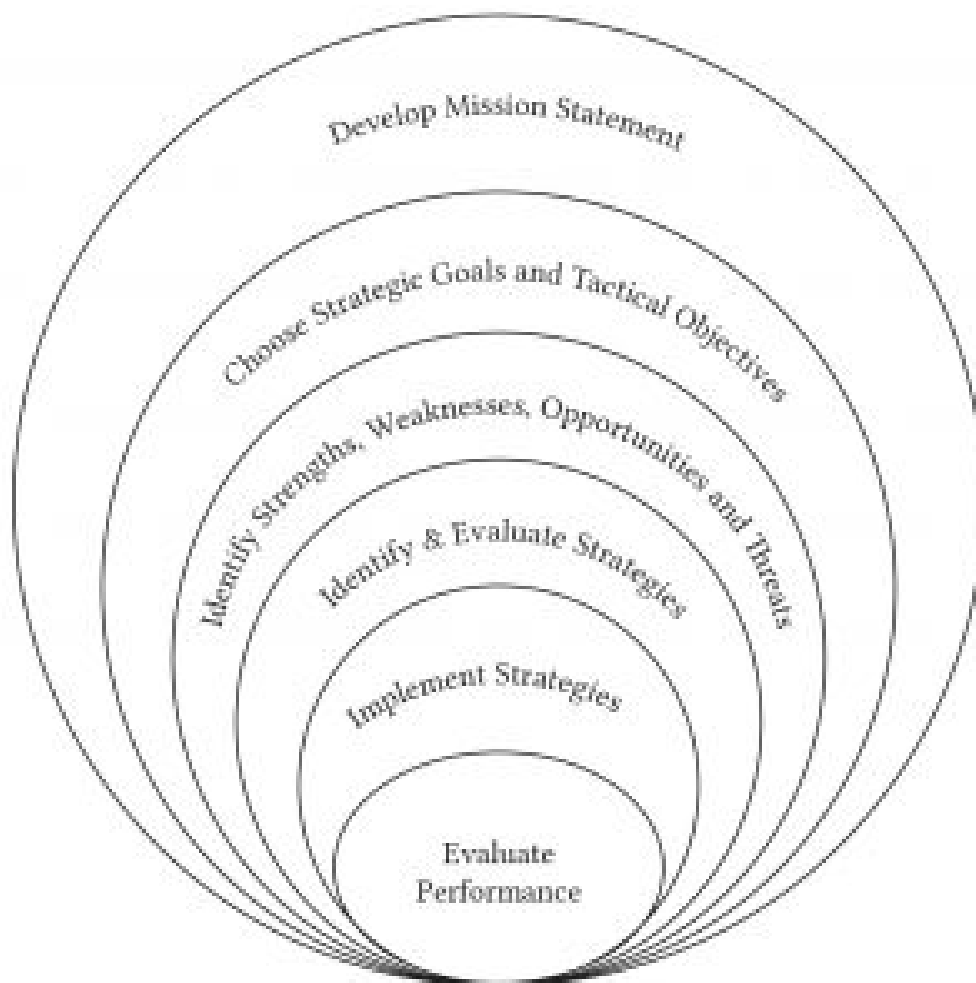 Develop Mission Statement
Choose Strategic Goals and Tactical Objectives
Identify Strengths, Weaknesses, Opportunities and Threats
Identify & Evaluate Strategies
Implement Strategies
Evaluate
Performance